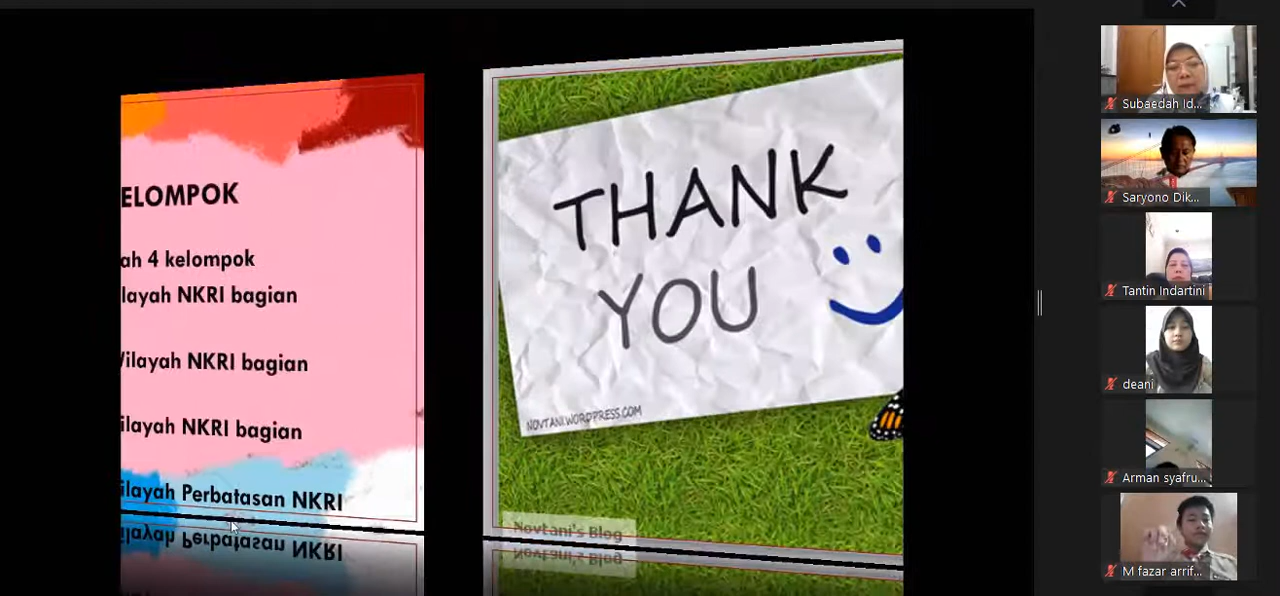 ELOMPOK
ah 4 kelompok
layah NKRI bagian
Wilayah NKRI bagian
ilayah NKRI bagian
ilayah Perbatasan NKRI
THANK
YOU
NOVTANI.WORDPRESS.COM
Novtani's Blog
Subaedah Id...
Saryono Dik...
Tantin Indartini
deani
Arman syafru...
M fazar arrif...